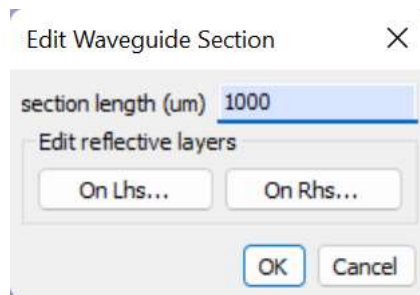 Edit Waveguide Section
section length (um) 1000
Edit reflective layers
On Lhs... On Rhs...
OK Cancel